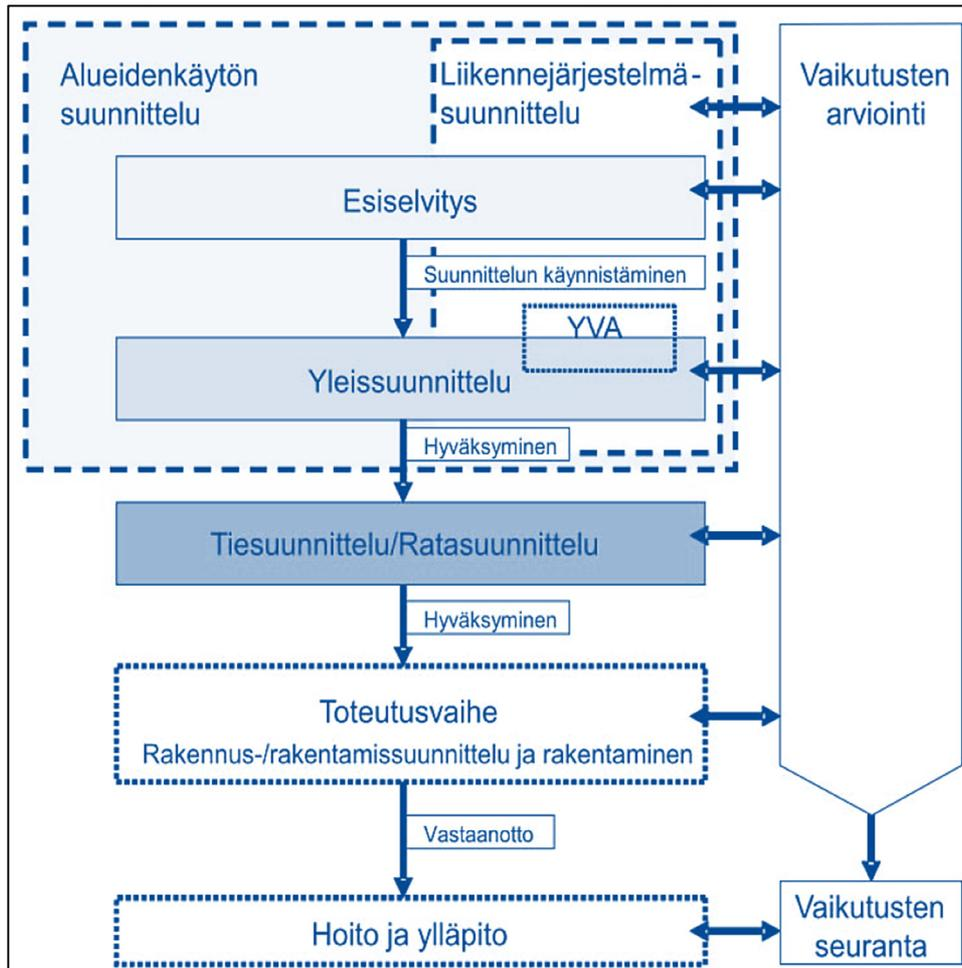 Alueidenkäytön
suunnittelu
Liikennejärjestelmä-
suunnittelu
Vaikutusten
arviointi
Esiselvitys
Suunnittelun käynnistäminen
YVA
Yleissuunnittelu
Hyväksyminen
Tiesuunnittelu/Ratasuunnittelu
Hyväksyminen
Toteutusvaihe
Rakennus-/rakentamissuunnittelu ja rakentaminen
Vastaanotto
Hoito ja ylläpito
Vaikutusten
seuranta